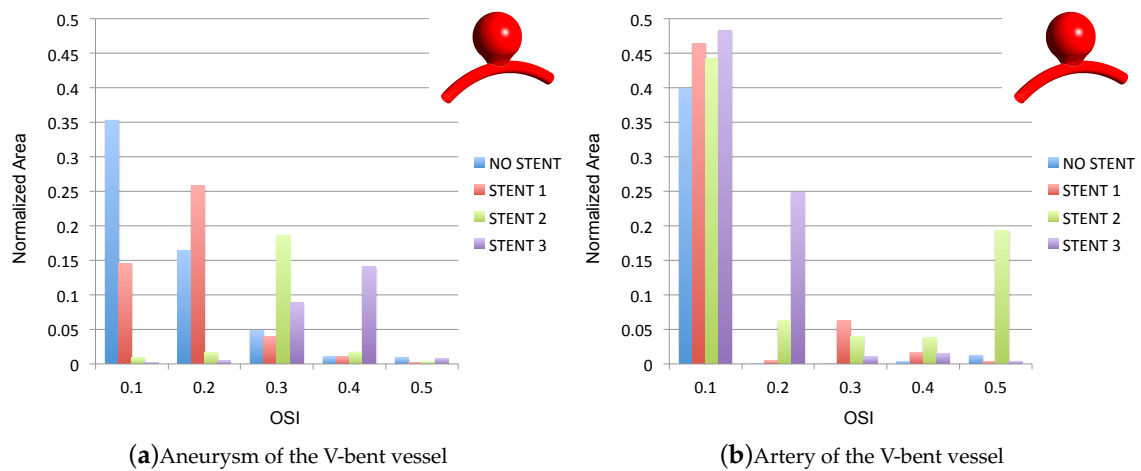 0.5
0.45
0.4
0.35
0.3
0.25
0.2
0.15
0.1
0.05
0
Normalized Area
0.1 0.2 0.3 0.4 0.5
OSI
NO STENT
STENT 1
STENT 2
STENT 3
(a)Aneurysm of the V-bent vessel
0.5
0.45
0.4
0.35
0.3
0.25
0.2
0.15
0.1
0.05
0
Normalized Area
0.1 0.2 0.3 0.4 0.5
OSI
NO STENT
STENT 1
STENT 2
STENT 3
(b)Artery of the V-bent vessel